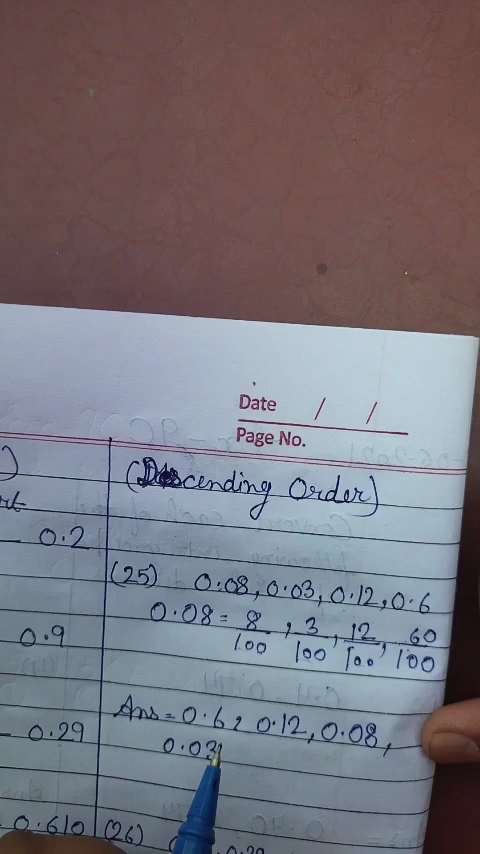 Date / /
Page No.
(Descending Order)
0.2
(25) 0.08, 0.03, 0.12, 0.6
0.08 = 8/100, 3/100, 12/100, 60/100
0.9
Ans = 0.6, 0.12, 0.08,
0.29
0.03
0.610
(26)